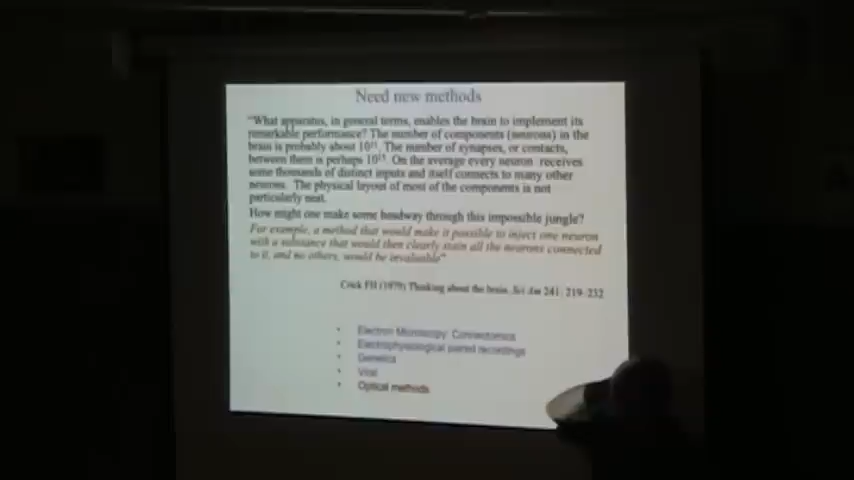 Need new methods
"What apparatus, in general terms, enables the brain to implement its
remarkable performance? The number of components (neurons) in the
brain is probably about 10¹¹. The number of synapses, or contacts,
between them is perhaps 10¹⁵. On the average every neuron receives
some thousands of distinct inputs and itself connects to many other
neurons. The physical layout of most of the components is not
particularly neat.
How might one make some headway through this impossible jungle?
For example, a method that would make it possible to inject one neuron
with a substance that would then clearly stain all the neurons connected
to it, and no others, would be invaluable"
Crick FH (1979) Thinking about the brain. Sci Am 241: 219-232
• Electron Microscopy: Connectomics
• Electrophysiological paired recordings
• Genetics
• Viral
• Optical methods